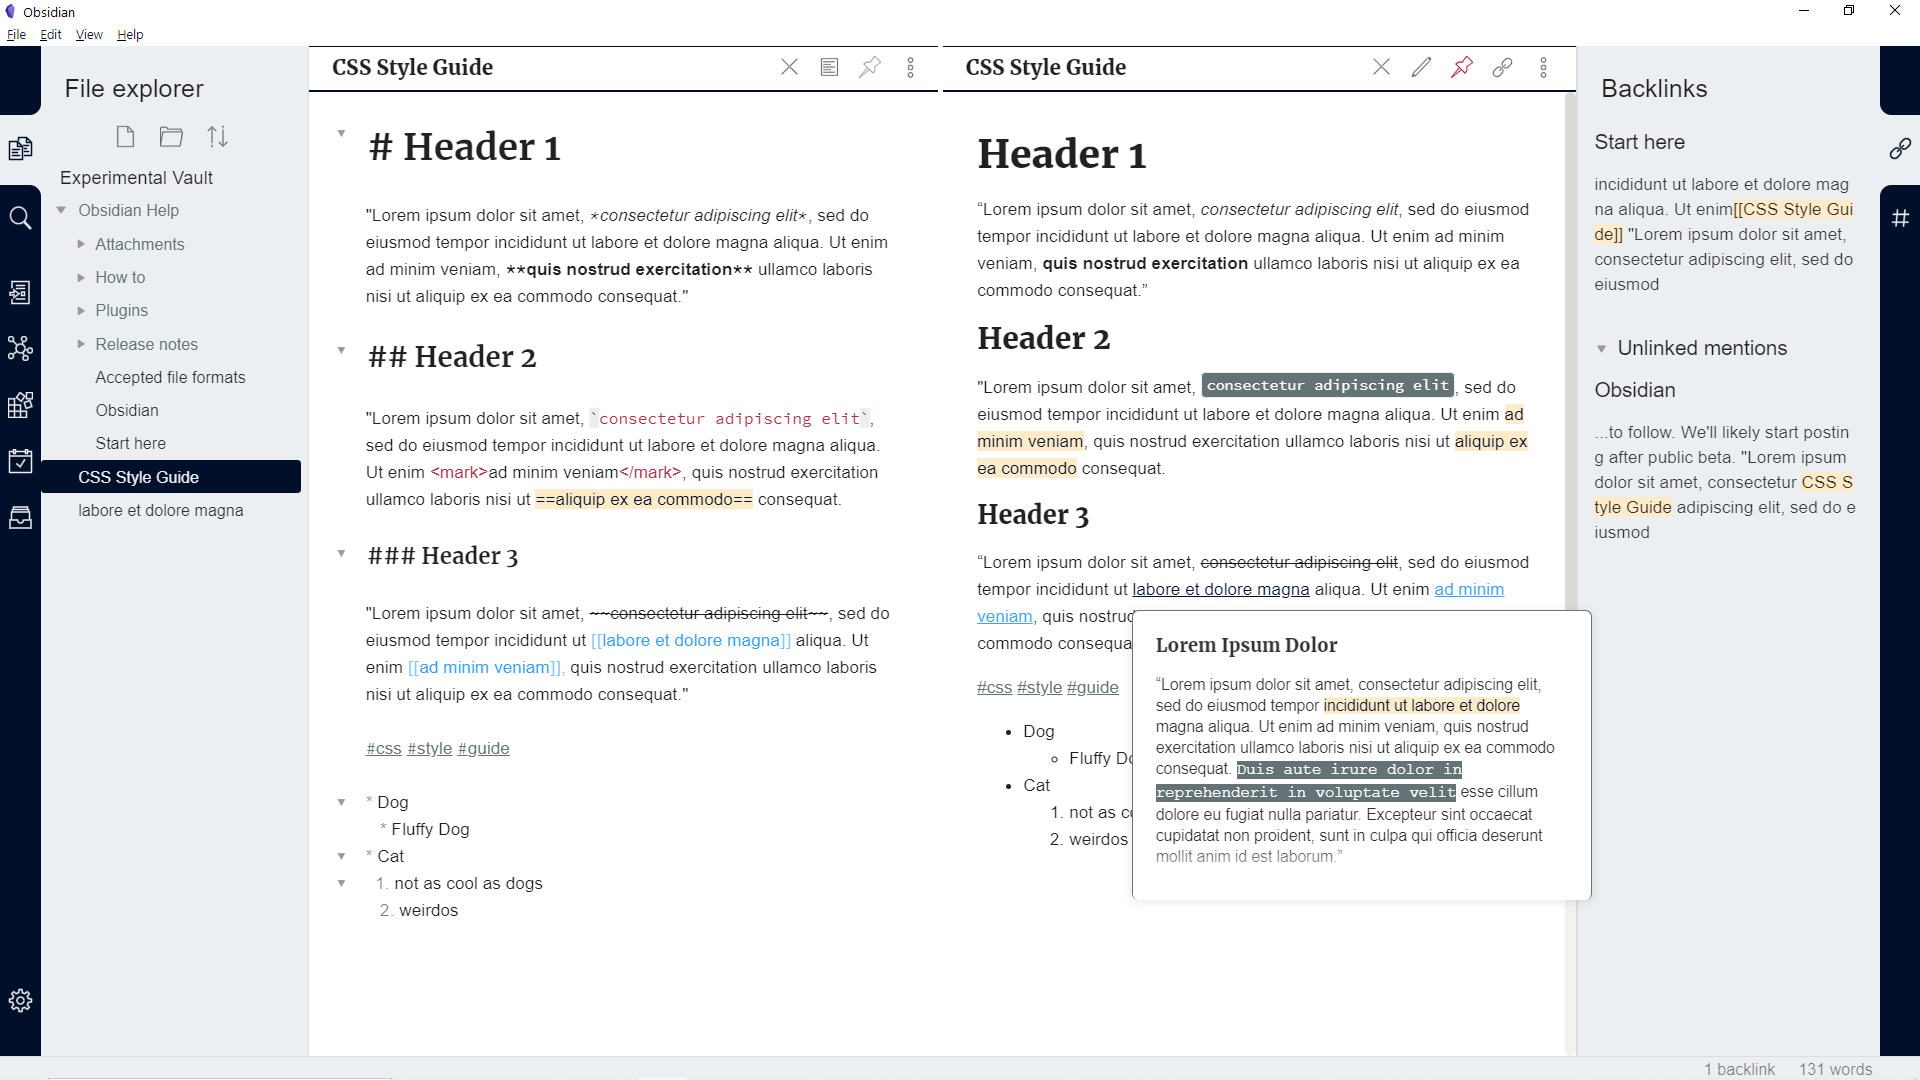 Obsidian
File Edit View Help
File explorer
Experimental Vault
Obsidian Help
Attachments
How to
Plugins
Release notes
Accepted file formats
Obsidian
Start here
CSS Style Guide
labore et dolore magna
CSS Style Guide
# Header 1
"Lorem ipsum dolor sit amet, *consectetur adipiscing elit*, sed do
eiusmod tempor incididunt ut labore et dolore magna aliqua. Ut enim
ad minim veniam, **quis nostrud exercitation** ullamco laboris
nisi ut aliquip ex ea commodo consequat."
## Header 2
"Lorem ipsum dolor sit amet, `consectetur adipiscing elit`,
sed do eiusmod tempor incididunt ut labore et dolore magna aliqua.
Ut enim <mark>ad minim veniam</mark>, quis nostrud exercitation
ullamco laboris nisi ut ==aliquip ex ea commodo== consequat.
### Header 3
"Lorem ipsum dolor sit amet, ~~consectetur adipiscing elit~~, sed do
eiusmod tempor incididunt ut [[labore et dolore magna]] aliqua. Ut
enim [[ad minim veniam]], quis nostrud exercitation ullamco laboris
nisi ut aliquip ex ea commodo consequat."
#css #style #guide
* Dog
* Fluffy Dog
* Cat
1. not as cool as dogs
2. weirdos
CSS Style Guide
Header 1
“Lorem ipsum dolor sit amet, consectetur adipiscing elit, sed do eiusmod
tempor incididunt ut labore et dolore magna aliqua. Ut enim ad minim
veniam, quis nostrud exercitation ullamco laboris nisi ut aliquip ex ea
commodo consequat.”
Header 2
"Lorem ipsum dolor sit amet, consectetur adipiscing elit, sed do
eiusmod tempor incididunt ut labore et dolore magna aliqua. Ut enim ad
minim veniam, quis nostrud exercitation ullamco laboris nisi ut aliquip ex
ea commodo consequat.
Header 3
“Lorem ipsum dolor sit amet, consectetur adipiscing elit, sed do eiusmod
tempor incididunt ut labore et dolore magna aliqua. Ut enim ad minim
veniam, quis nostrud
commodo consequa
#css #style #guide
Dog
Fluffy Do
Cat
1. not as co
2. weirdos
Lorem Ipsum Dolor
“Lorem ipsum dolor sit amet, consectetur adipiscing elit,
sed do eiusmod tempor incididunt ut labore et dolore
magna aliqua. Ut enim ad minim veniam, quis nostrud
exercitation ullamco laboris nisi ut aliquip ex ea commodo
consequat. Duis aute irure dolor in
reprehenderit in voluptate velit esse cillum
dolore eu fugiat nulla pariatur. Excepteur sint occaecat
cupidatat non proident, sunt in culpa qui officia deserunt
mollit anim id est laborum.”
Backlinks
Start here
incididunt ut labore et dolore mag
na aliqua. Ut enim[[CSS Style Gui
de]] "Lorem ipsum dolor sit amet,
consectetur adipiscing elit, sed do
eiusmod
Unlinked mentions
Obsidian
...to follow. We'll likely start postin
g after public beta. "Lorem ipsum
dolor sit amet, consectetur CSS S
tyle Guide adipiscing elit, sed do e
iusmod
1 backlink 131 words